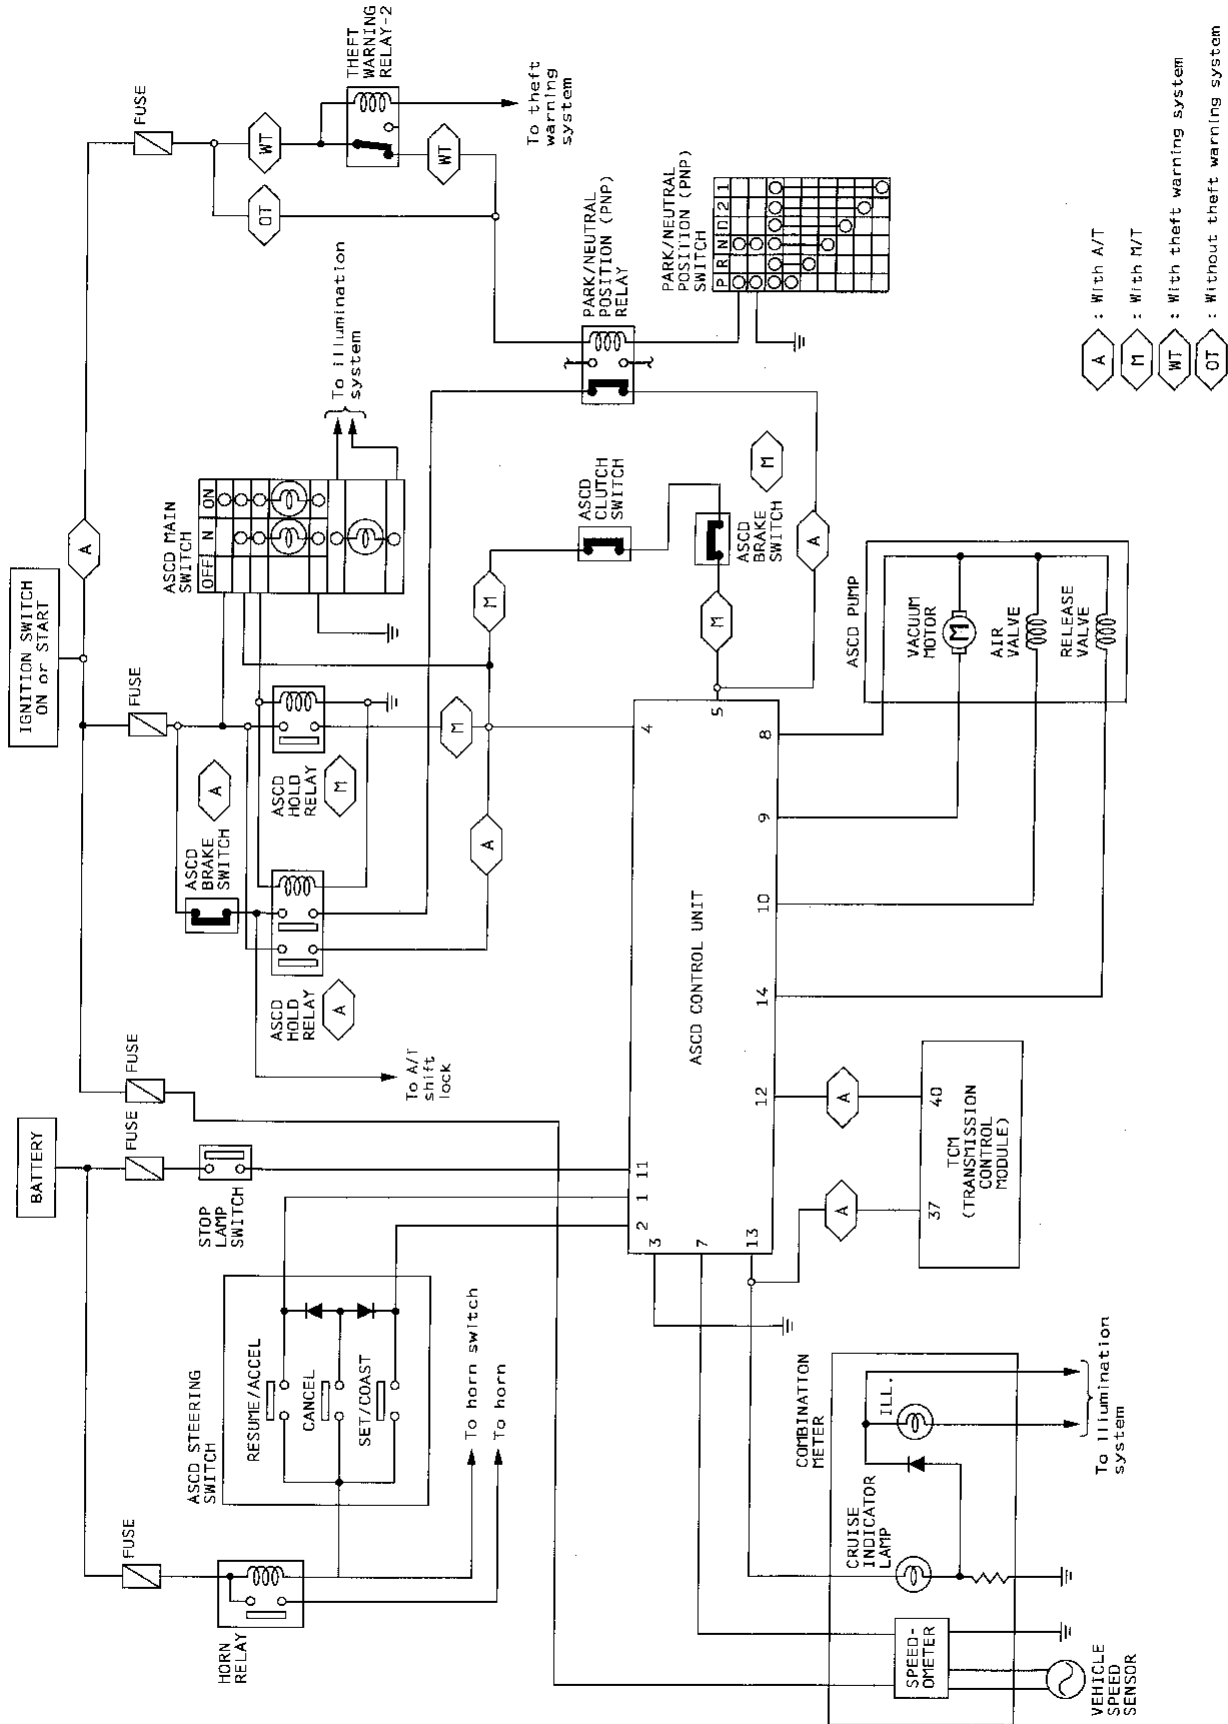 IGNITION SWITCH
ON or START
BATTERY
FUSE
FUSE
FUSE
FUSE
FUSE
A
THEFT
WARNING
RELAY-2
WT
OT
WT
To theft
warning
system
ASCD MAIN
SWITCH
OFF
N
ON
To illumination
system
ASCD
BRAKE
SWITCH
A
ASCD
HOLD
RELAY
M
ASCD
HOLD
RELAY
A
M
A
To A/T
shift
lock
STOP
LAMP
SWITCH
ASCD STEERING
SWITCH
RESUME/ACCEL
CANCEL
SET/COAST
HORN
RELAY
To horn switch
To horn
PARK/NEUTRAL
POSITION (PNP)
RELAY
PARK/NEUTRAL
POSITION (PNP)
SWITCH
P
R
N
D
2
1
ASCD
CLUTCH
SWITCH
M
ASCD
BRAKE
SWITCH
M
M
A
ASCD CONTROL UNIT
2
1
11
4
5
3
7
13
12
14
10
9
8
ASCD PUMP
VACUUM
MOTOR
M
AIR
VALVE
RELEASE
VALVE
A
A
37
40
TCM
(TRANSMISSION
CONTROL
MODULE)
COMBINATION
METER
CRUISE
INDICATOR
LAMP
ILL.
To illumination
system
SPEED-
OMETER
VEHICLE
SPEED
SENSOR
A : With A/T
M : With M/T
WT : With theft warning system
OT : Without theft warning system